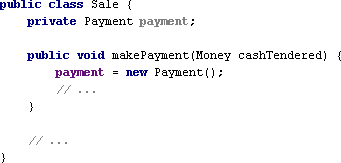 public class Sale {
    private Payment payment;

    public void makePayment(Money cashTendered) {
        payment = new Payment();
        // ...
    }

    // ...
}